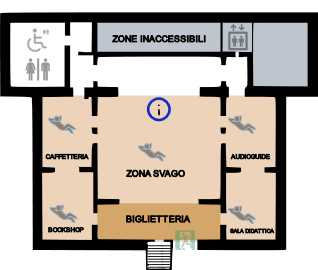 ZONE INACCESSIBILI
i
CAFFETTERIA
ZONA SVAGO
AUDIOGUIDE
BOOKSHOP
BIGLIETTERIA
SALA DIDATTICA